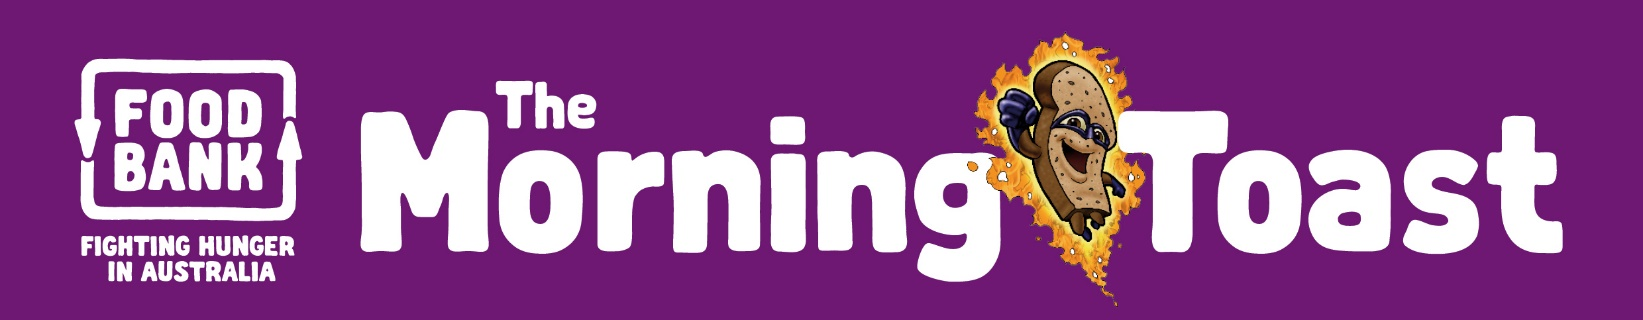 FOOD
BANK
FIGHTING HUNGER
IN AUSTRALIA
The
Morning Toast